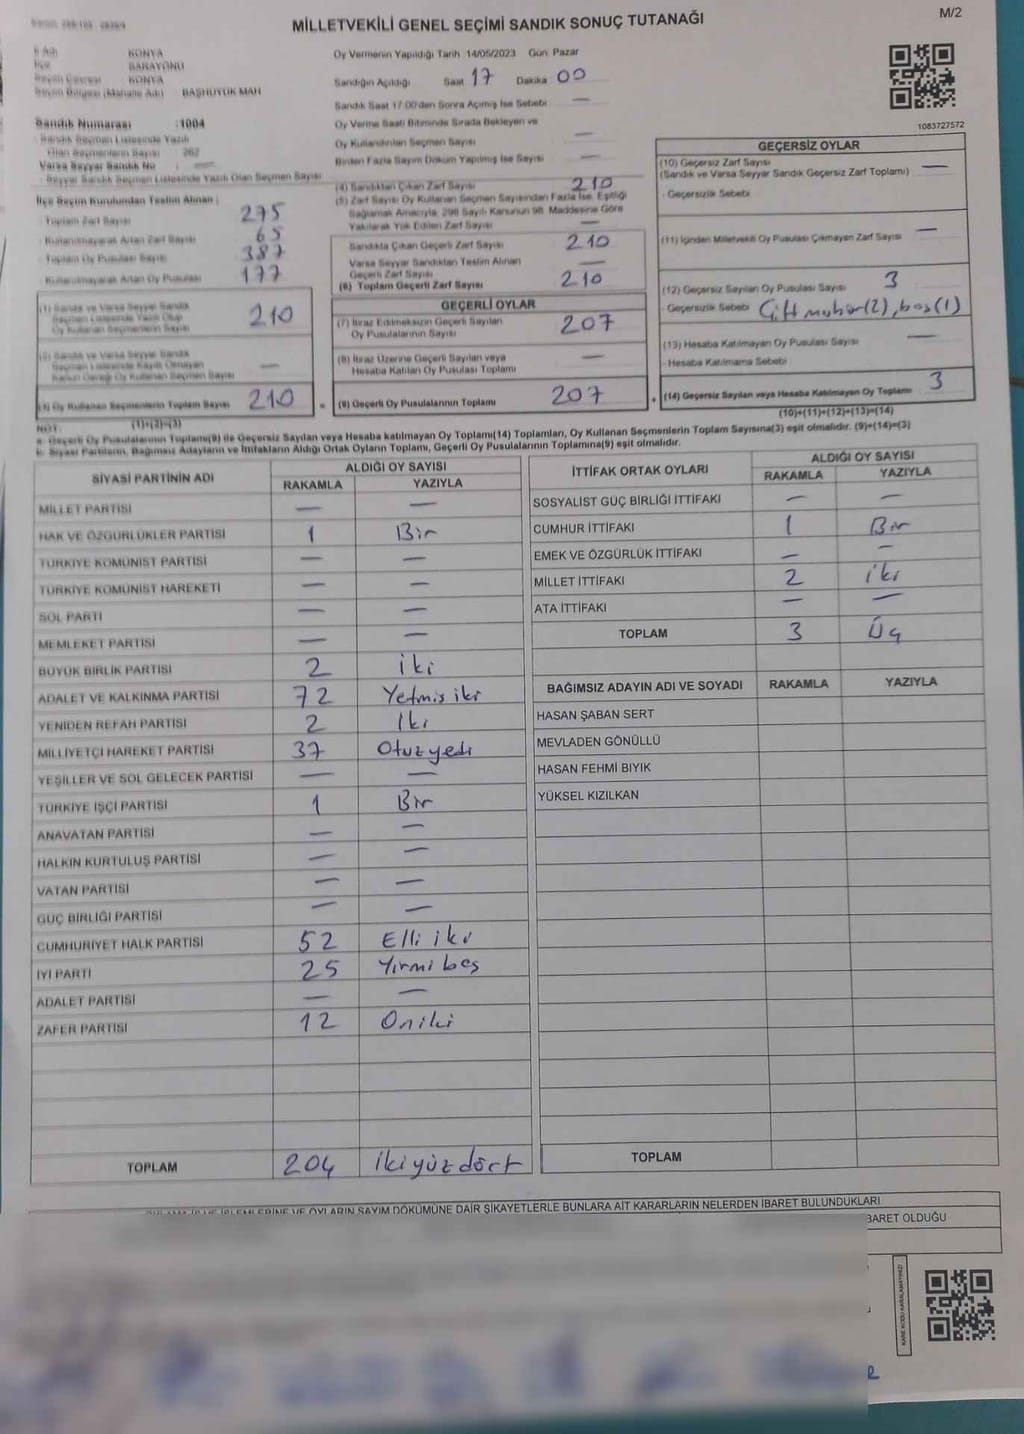 MİLLETVEKİLİ GENEL SEÇİMİ SANDIK SONUÇ TUTANAĞI
M/2
İl Adı KONYA
İlçe SARAYÖNÜ
Seçim Çevresi KONYA
Seçim Bölgesi (Mahalle Adı) BAŞHÜYÜK MAH
Sandık Numarası :1004
Sandık Seçmen Listesinde Yazılı
Olan Seçmenlerin Sayısı 262
Varsa Seyyar Sandık No —
Seyyar Sandık Seçmen Listesinde Yazılı Olan Seçmen Sayısı
İlçe Seçim Kurulundan Teslim Alınan ;
Toplam Zarf Sayısı 275
Kullanılmayarak Artan Zarf Sayısı 65
Toplam Oy Pusulası Sayısı 387
Kullanılmayarak Artan Oy Pusulası 177
(1) Sandık ve Varsa Seyyar Sandık
Seçmen Listesinde Yazılı Olup
Oy Kullanan Seçmenlerin Sayısı 210
(2) Sandık ve Varsa Seyyar Sandık
Seçmen Listesinde Kaydı Olmayan
Kanun Gereği Oy Kullanan Seçmen Sayısı —
(3) Oy Kullanan Seçmenlerin Toplam Sayısı 210 =
(1)+(2)=(3)
Oy Vermenin Yapıldığı Tarih :14/05/2023 Gün: Pazar
Sandığın Açıldığı Saat 17 Dakika 00
Sandık Saat 17:00'den Sonra Açılmış İse Sebebi —
Oy Verme Saati Bitiminde Sırada Bekleyen ve
Oy Kullandırılan Seçmen Sayısı —
Birden Fazla Sayım Döküm Yapılmış İse Sayısı —
(4) Sandıktan Çıkan Zarf Sayısı 210
(5) Zarf Sayısı Oy Kullanan Seçmen Sayısından Fazla İse, Eşitliği
Sağlamak Amacıyla, 298 Sayılı Kanunun 98. Maddesine Göre
Yakılarak Yok Edilen Zarf Sayısı
Sandıkta Çıkan Geçerli Zarf Sayısı 210
Varsa Seyyar Sandıktan Teslim Alınan
Geçerli Zarf Sayısı —
(6) Toplam Geçerli Zarf Sayısı 210
GEÇERLİ OYLAR
(7) İtiraz Edilmeksizin Geçerli Sayılan
Oy Pusulalarının Sayısı 207
(8) İtiraz Üzerine Geçerli Sayılan veya
Hesaba Katılan Oy Pusulası Toplamı —
(9) Geçerli Oy Pusulalarının Toplamı 207 +
1083727572
GEÇERSİZ OYLAR
(10) Geçersiz Zarf Sayısı —
(Sandık ve Varsa Seyyar Sandık Geçersiz Zarf Toplamı)
- Geçersizlik Sebebi
(11) İçinden Milletvekili Oy Pusulası Çıkmayan Zarf Sayısı —
(12) Geçersiz Sayılan Oy Pusulası Sayısı 3
- Geçersizlik Sebebi Çift mühür(2), boş(1)
(13) Hesaba Katılmayan Oy Pusulası Sayısı —
- Hesaba Katılmama Sebebi
(14) Geçersiz Sayılan veya Hesaba Katılmayan Oy Toplamı 3
(10)+(11)+(12)+(13)=(14)
NOT:
a- Geçerli Oy Pusulalarının Toplamı(9) ile Geçersiz Sayılan veya Hesaba katılmayan Oy Toplamı(14) Toplamları, Oy Kullanan Seçmenlerin Toplam Sayısına(3) eşit olmalıdır. (9)+(14)=(3)
b- Siyasi Partilerin, Bağımsız Adayların ve İttifakların Aldığı Ortak Oyların Toplamı, Geçerli Oy Pusulalarının Toplamına(9) eşit olmalıdır.
SİYASİ PARTİNİN ADI ALDIĞI OY SAYISI
RAKAMLA YAZIYLA
MİLLET PARTİSİ — —
HAK VE ÖZGÜRLÜKLER PARTİSİ 1 Bir
TÜRKİYE KOMÜNİST PARTİSİ — —
TÜRKİYE KOMÜNİST HAREKETİ — —
SOL PARTİ — —
MEMLEKET PARTİSİ — —
BÜYÜK BİRLİK PARTİSİ 2 İki
ADALET VE KALKINMA PARTİSİ 72 Yetmiş iki
YENİDEN REFAH PARTİSİ 2 İki
MİLLİYETÇİ HAREKET PARTİSİ 37 Otuz yedi
YEŞİLLER VE SOL GELECEK PARTİSİ — —
TÜRKİYE İŞÇİ PARTİSİ 1 Bir
ANAVATAN PARTİSİ — —
HALKIN KURTULUŞ PARTİSİ — —
VATAN PARTİSİ — —
GÜÇ BİRLİĞİ PARTİSİ — —
CUMHURİYET HALK PARTİSİ 52 Elli iki
İYİ PARTİ 25 Yirmi beş
ADALET PARTİSİ — —
ZAFER PARTİSİ 12 Oniki
TOPLAM 204 İkiyüz dört
İTTİFAK ORTAK OYLARI ALDIĞI OY SAYISI
RAKAMLA YAZIYLA
SOSYALİST GÜÇ BİRLİĞİ İTTİFAKI — —
CUMHUR İTTİFAKI 1 Bir
EMEK VE ÖZGÜRLÜK İTTİFAKI — —
MİLLET İTTİFAKI 2 iki
ATA İTTİFAKI — —
TOPLAM 3 Üç
BAĞIMSIZ ADAYIN ADI VE SOYADI RAKAMLA YAZIYLA
HASAN ŞABAN SERT
MEVLADEN GÖNÜLLÜ
HASAN FEHMİ BIYIK
YÜKSEL KIZILKAN
TOPLAM
İŞLEMLERİNE VE OYLARIN SAYIM DÖKÜMÜNE DAİR ŞİKAYETLERLE BUNLARA AİT KARARLARIN NELERDEN İBARET BULUNDUKLARI
BARET OLDUĞU
KARE KODU KARALAMAYINIZ!